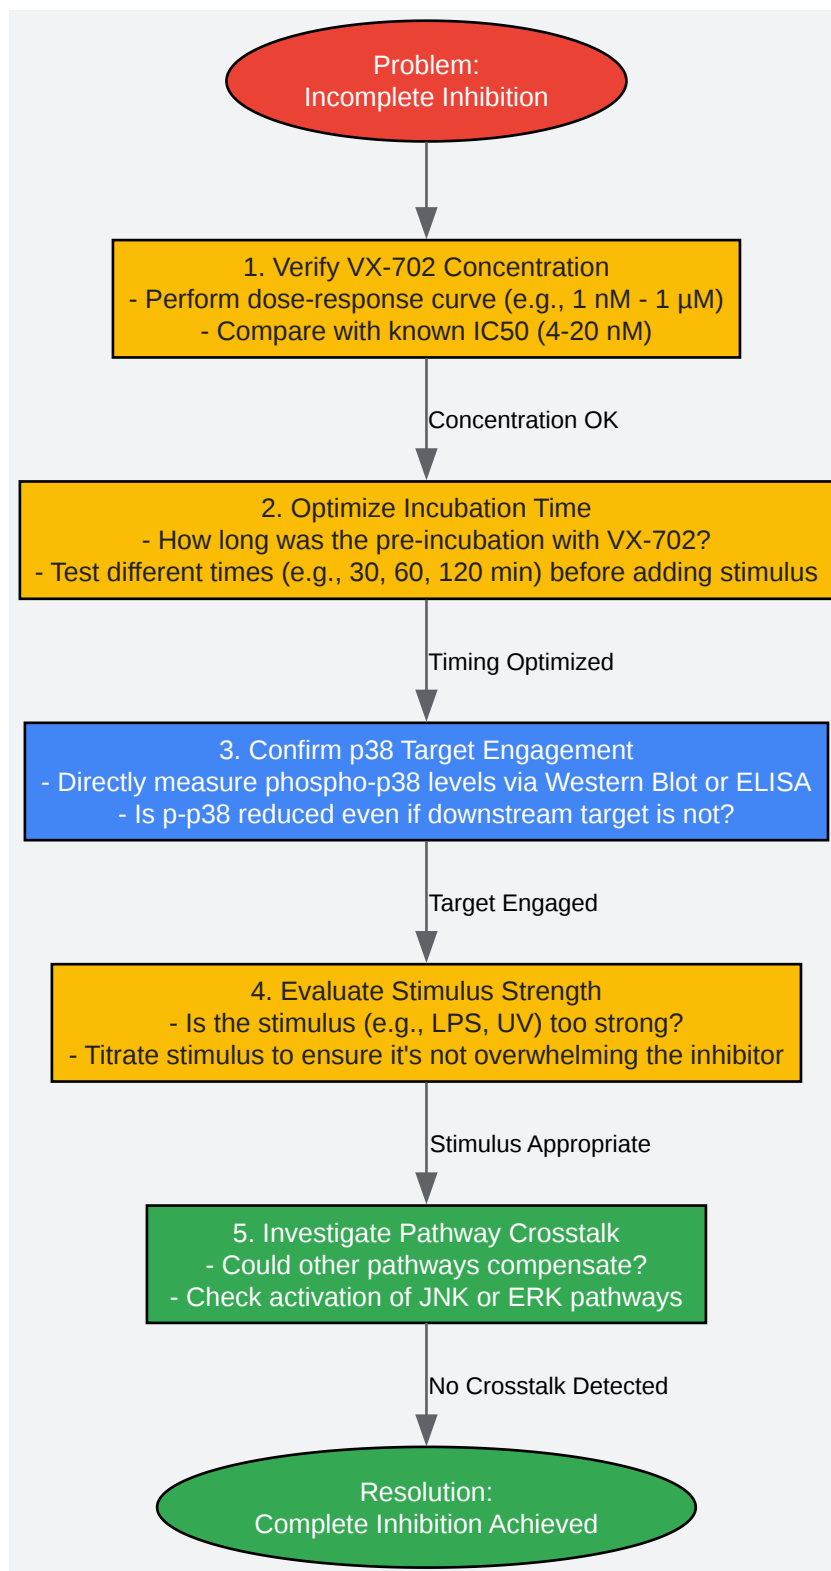 Problem:
Incomplete Inhibition
1. Verify VX-702 Concentration
- Perform dose-response curve (e.g., 1 nM - 1 µM)
- Compare with known IC50 (4-20 nM)
Concentration OK
2. Optimize Incubation Time
- How long was the pre-incubation with VX-702?
- Test different times (e.g., 30, 60, 120 min) before adding stimulus
Timing Optimized
3. Confirm p38 Target Engagement
- Directly measure phospho-p38 levels via Western Blot or ELISA
- Is p-p38 reduced even if downstream target is not?
Target Engaged
4. Evaluate Stimulus Strength
- Is the stimulus (e.g., LPS, UV) too strong?
- Titrate stimulus to ensure it's not overwhelming the inhibitor
Stimulus Appropriate
5. Investigate Pathway Crosstalk
- Could other pathways compensate?
- Check activation of JNK or ERK pathways
No Crosstalk Detected
Resolution:
Complete Inhibition Achieved